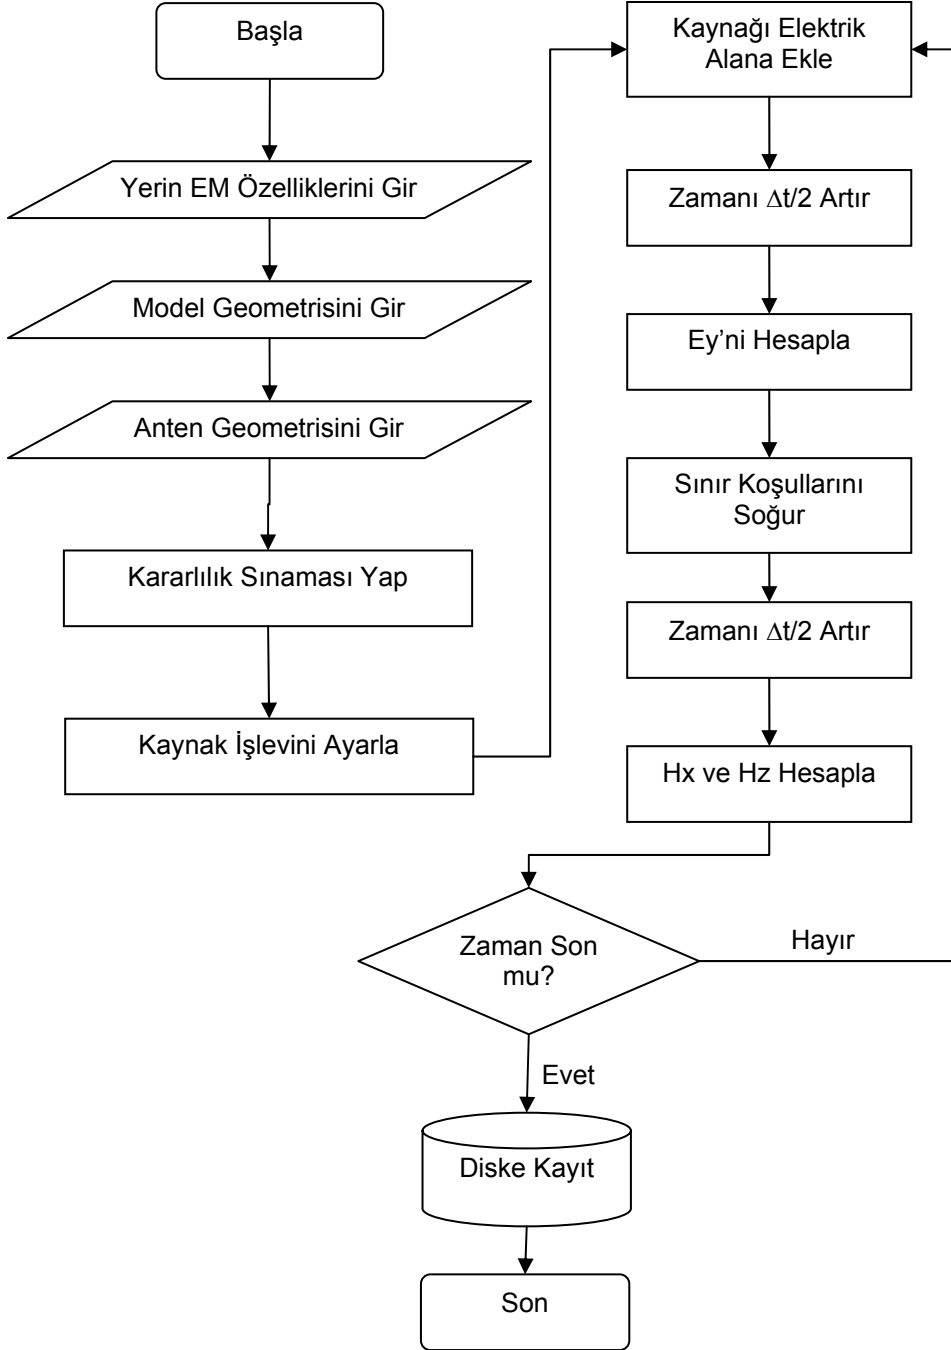 Başla
Yerin EM Özelliklerini Gir
Model Geometrisini Gir
Anten Geometrisini Gir
Kararlılık Sınaması Yap
Kaynak İşlevini Ayarla
Kaynağı Elektrik
Alana Ekle
Zamanı ∆t/2 Artır
Ey’ni Hesapla
Sınır Koşullarını
Soğur
Zamanı ∆t/2 Artır
Hx ve Hz Hesapla
Zaman Son
mu?
Hayır
Evet
Diske Kayıt
Son